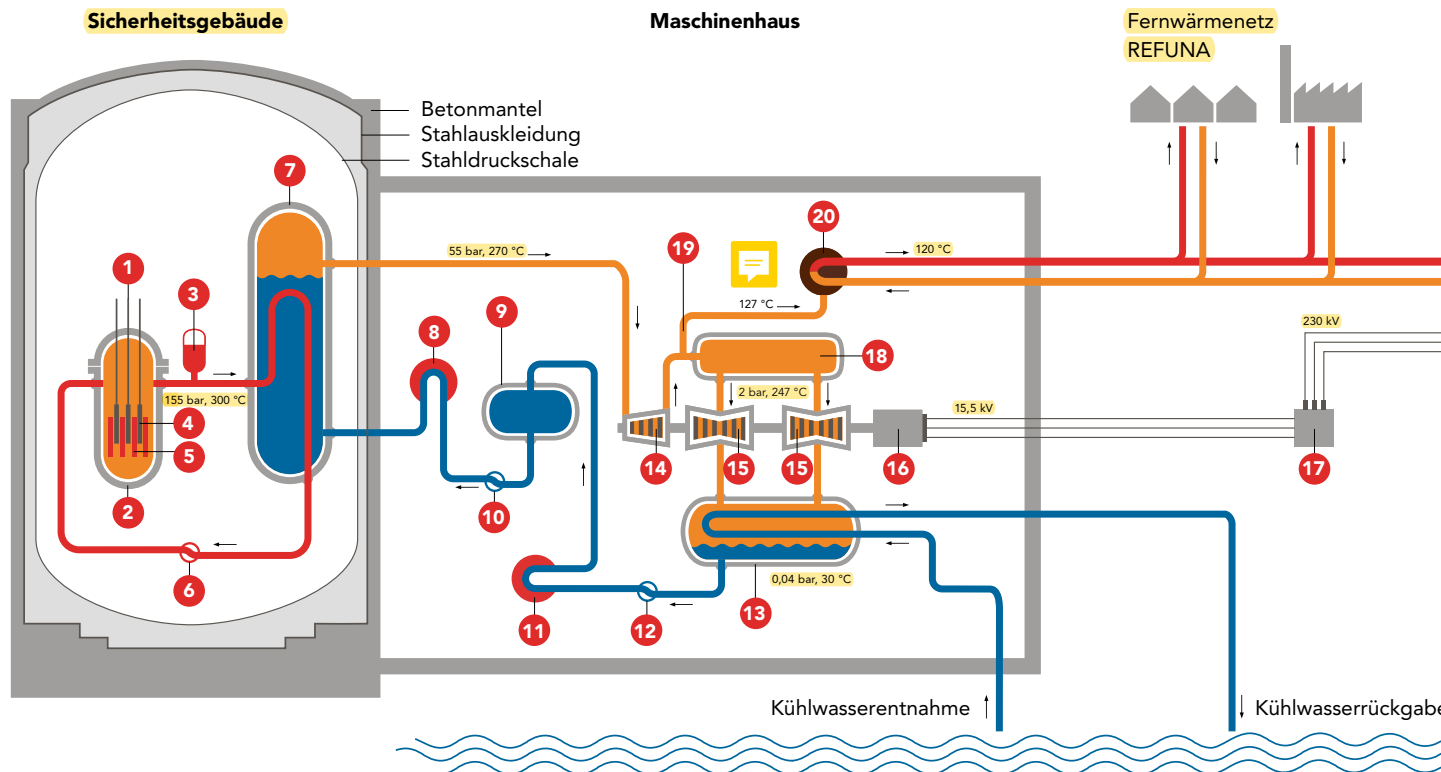 Sicherheitsgebäude
Maschinenhaus
Fernwärmenetz
REFUNA
Betonmantel
Stahlauskleidung
Stahldruckschale
7
20
19
55 bar, 270 °C
120 °C
1
3
127 °C
9
8
230 kV
18
155 bar, 300 °C
2 bar, 247 °C
15,5 kV
4
5
14
15
15
16
17
2
10
6
0,04 bar, 30 °C
11
12
13
Kühlwasserentnahme
Kühlwasserrückgabe